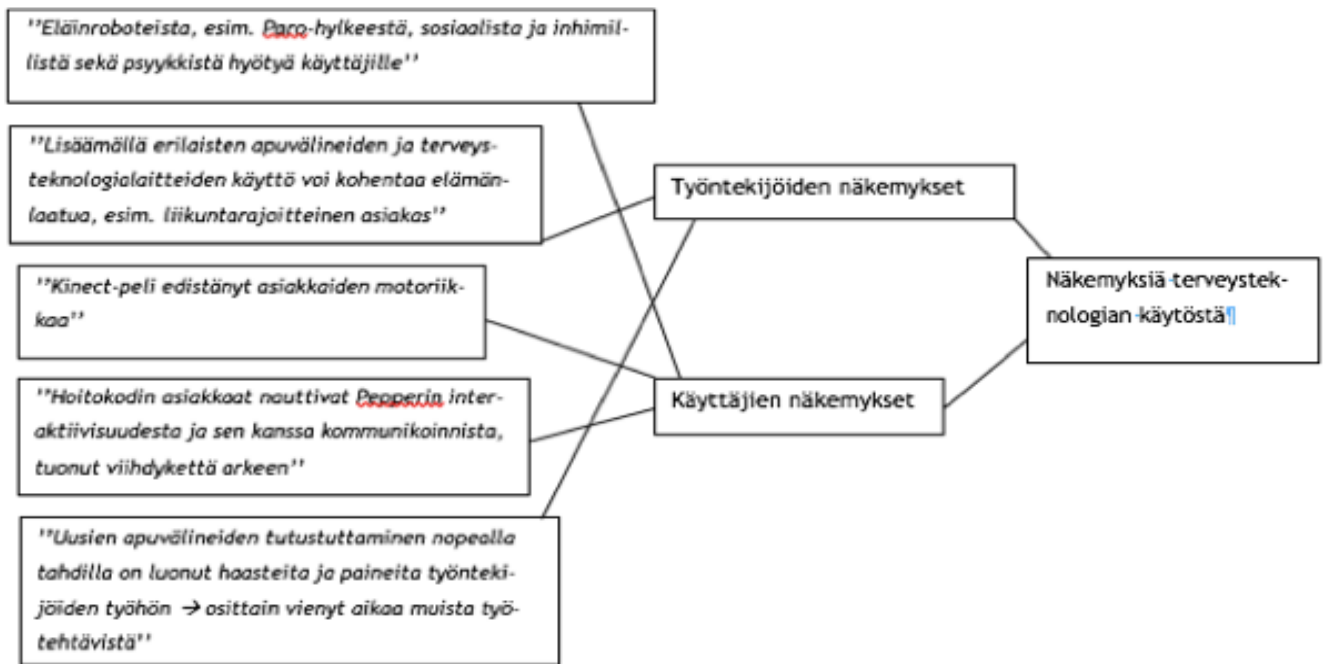 ’’Eläinroboteista, esim. Paro-hylkeestä, sosiaalista ja inhimil-
listä sekä psyykkistä hyötyä käyttäjille’’
’’Lisäämällä erilaisten apuvälineiden ja terveys-
teknologialaitteiden käyttö voi kohentaa elämän-
laatua, esim. liikuntarajoitteinen asiakas’’
’’Kinect-peli edistänyt asiakkaiden motoriik-
kaa’’
’’Hoitokodin asiakkaat nauttivat Pepperin inter-
aktiivisuudesta ja sen kanssa kommunikoinnista,
tuonut viihdykettä arkeen’’
’’Uusien apuvälineiden tutustuttaminen nopealla
tahdilla on luonut haasteita ja paineita työnteki-
jöiden työhön → osittain vienyt aikaa muista työ-
tehtävistä’’
Työntekijöiden näkemykset
Käyttäjien näkemykset
Näkemyksiä terveystek-
nologian käytöstä¶